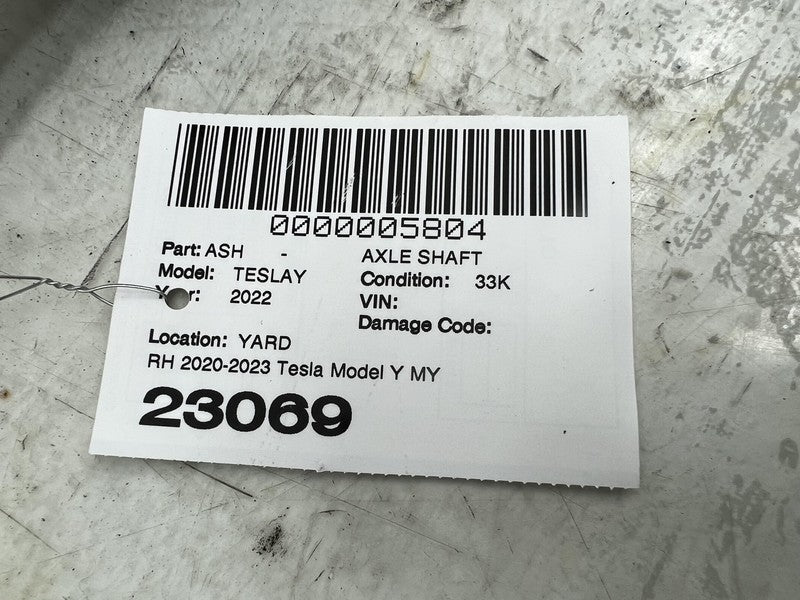 0000005804
Part: ASH - AXLE SHAFT
Model: TESLAY Condition: 33K
Year: 2022 VIN:
Damage Code:
Location: YARD
RH 2020-2023 Tesla Model Y MY
23069